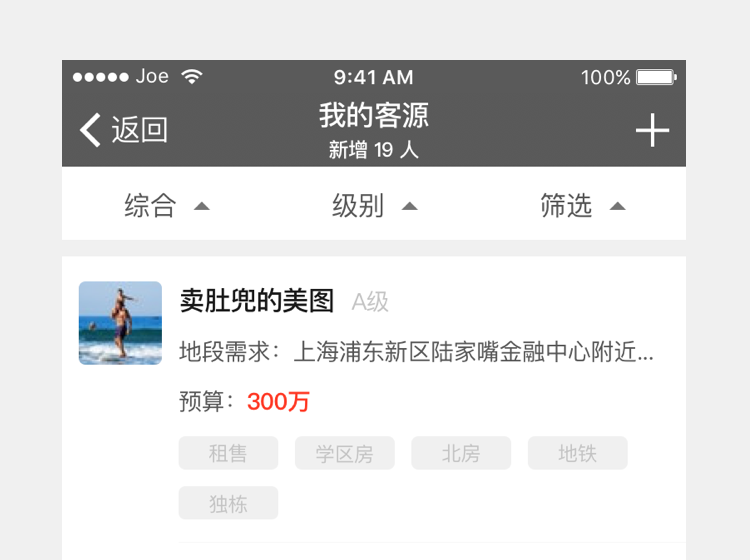 Joe 9:41 AM 100%
返回 我的客源
新增 19 人
综合 级别 筛选
卖肚兜的美图 A级
地段需求：上海浦东新区陆家嘴金融中心附近...
预算：300万
租售 学区房 北房 地铁
独栋